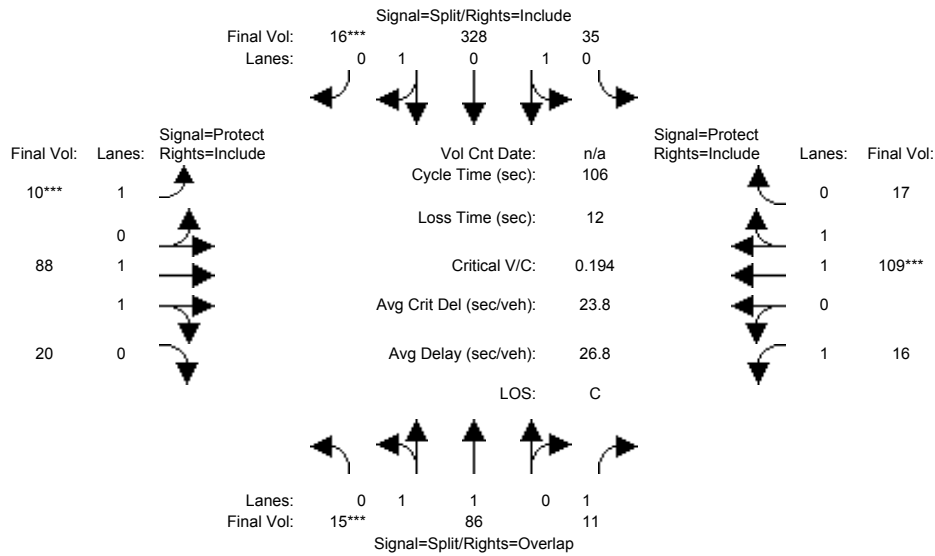 Signal=Split/Rights=Include
Final Vol: 16*** 328 35
Lanes: 0 1 0 1 0
Signal=Protect Signal=Protect
Final Vol: Lanes: Rights=Include Vol Cnt Date: n/a Rights=Include Lanes: Final Vol:
Cycle Time (sec): 106
10*** 1 0 17
Loss Time (sec): 12
0 1
88 1 Critical V/C: 0.194 1 109***
1 Avg Crit Del (sec/veh): 23.8 0
20 0 Avg Delay (sec/veh): 26.8 1 16
LOS: C
Lanes: 0 1 1 0 1
Final Vol: 15*** 86 11
Signal=Split/Rights=Overlap